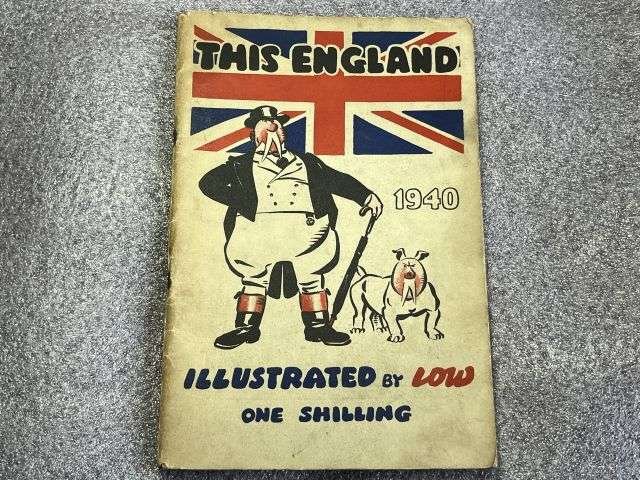 THIS ENGLAND
1940
ILLUSTRATED BY LOW
ONE SHILLING